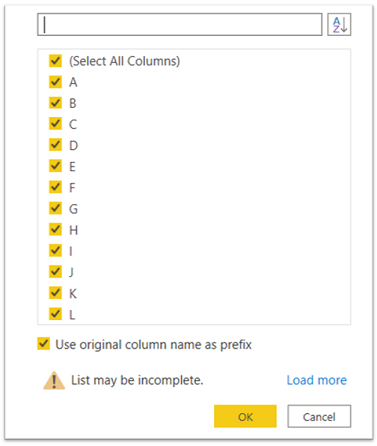 A
Z
(Select All Columns)
A
B
C
D
E
F
G
H
I
J
K
L
Use original column name as prefix
List may be incomplete. Load more
OK Cancel